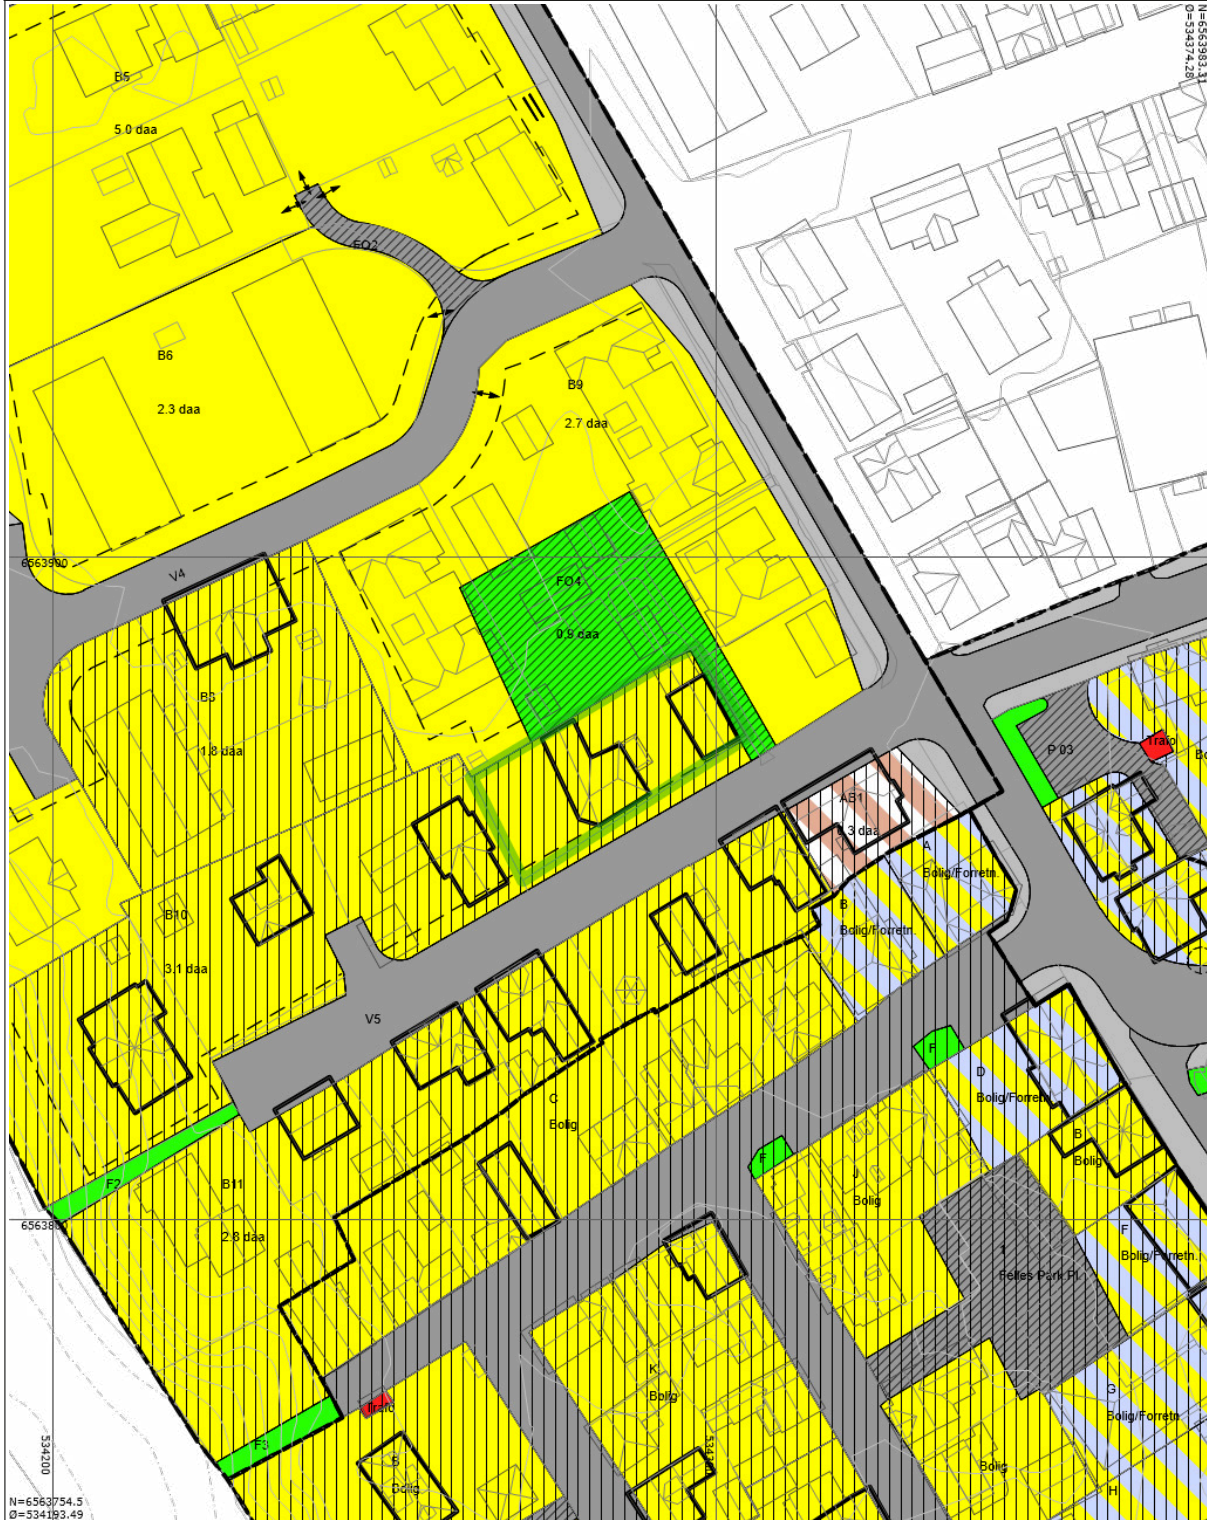 N=6563983.31
Ø=534374.28
B5
5.0 daa
FO2
B6
2.3 daa
B9
2.7 daa
6563900
V4
FO4
0.9 daa
B8
1.8 daa
P 03
Trafo
Bo
AB1
0.3 daa
A
Bolig/Forretn.
B
Bolig/Forretn.
B10
3.1 daa
V5
F
D
Bolig/Forretn.
C
Bolig
B
Bolig
F
J
Bolig
F2
B11
2.8 daa
6563800
F
Bolig/Forretn.
1
Felles Park.Pl.
K
Bolig
G
Bolig/Forretn.
Trafo
F3
534200
B
Bolig
Bolig
H
N=6563754.5
Ø=534193.49